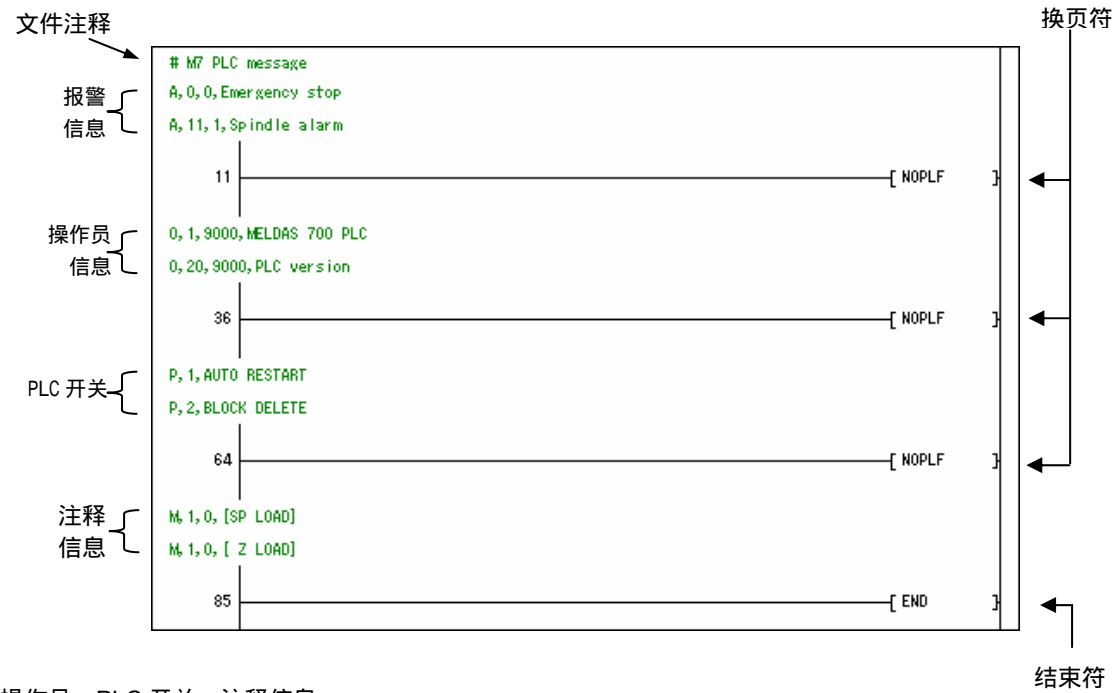 文件注释
换页符
# M7 PLC message
报警
信息
A,0,0,Emergency stop
A,11,1,Spindle alarm
11
NOPLF
操作员
信息
O,1,9000,MELDAS 700 PLC
O,20,9000,PLC version
36
NOPLF
PLC 开关
P,1,AUTO RESTART
P,2,BLOCK DELETE
64
NOPLF
注释
信息
M,1,0,[SP LOAD]
M,1,0,[ Z LOAD]
85
END
结束符